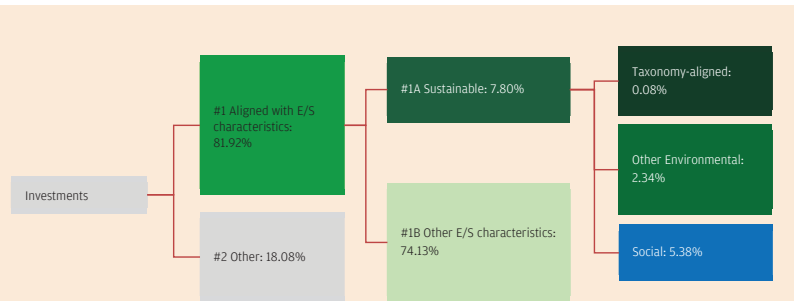 Investments
#1 Aligned with E/S
characteristics:
81.92%
#2 Other: 18.08%
#1A Sustainable: 7.80%
#1B Other E/S characteristics:
74.13%
Taxonomy-aligned:
0.08%
Other Environmental:
2.34%
Social: 5.38%